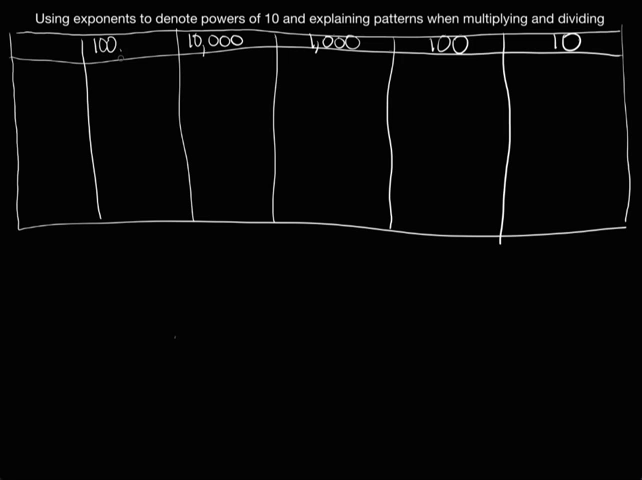 Using exponents to denote powers of 10 and explaining patterns when multiplying and dividing
100. 10,000 1,000 100 10